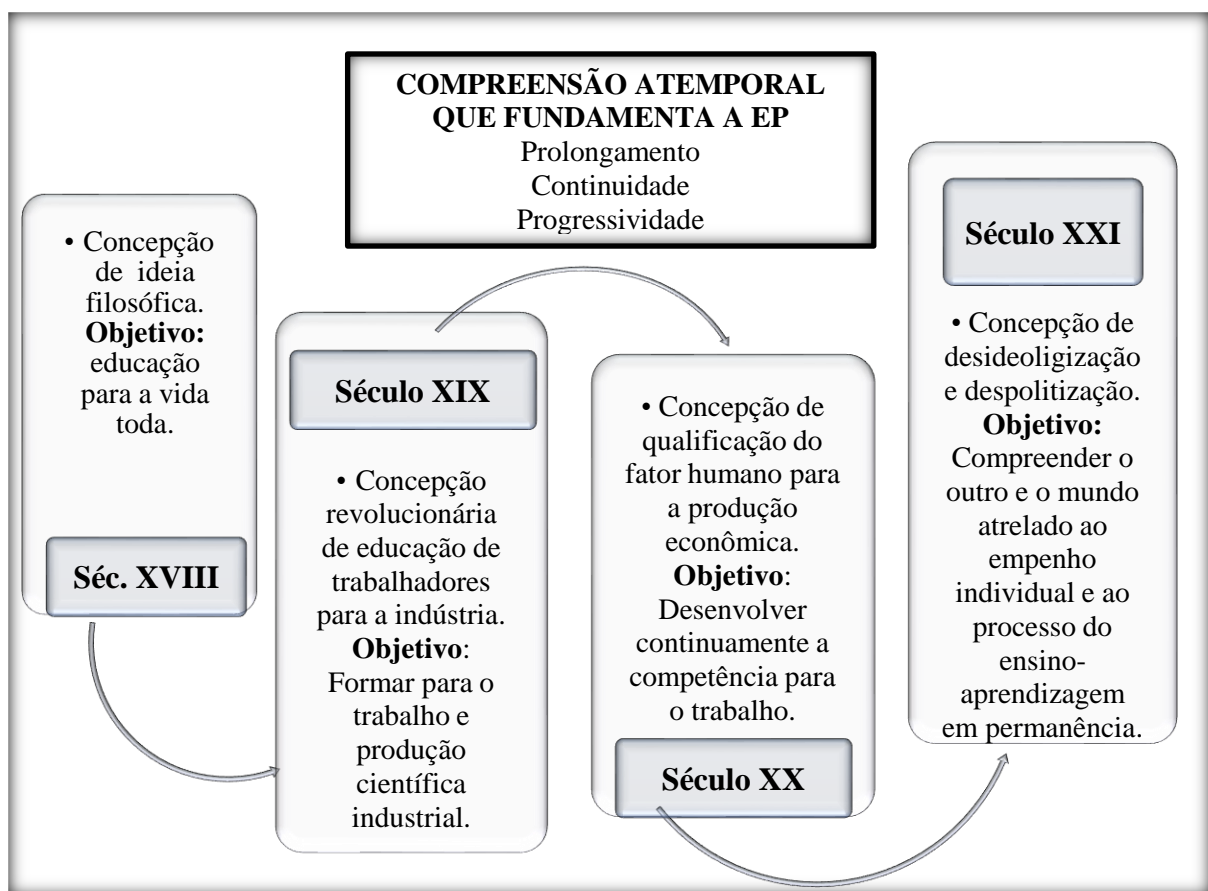 COMPREENSÃO ATEMPORAL
QUE FUNDAMENTA A EP
Prolongamento
Continuidade
Progressividade
• Concepção
de ideia
filosófica.
Objetivo:
educação
para a vida
toda.
Séc. XVIII
Século XIX
• Concepção
revolucionária
de educação de
trabalhadores
para a indústria.
Objetivo:
Formar para o
trabalho e
produção
científica
industrial.
• Concepção de
qualificação do
fator humano para
a produção
econômica.
Objetivo:
Desenvolver
continuamente a
competência para
o trabalho.
Século XX
Século XXI
• Concepção de
desideoligização
e despolitização.
Objetivo:
Compreender o
outro e o mundo
atrelado ao
empenho
individual e ao
processo do
ensino-
aprendizagem
em permanência.